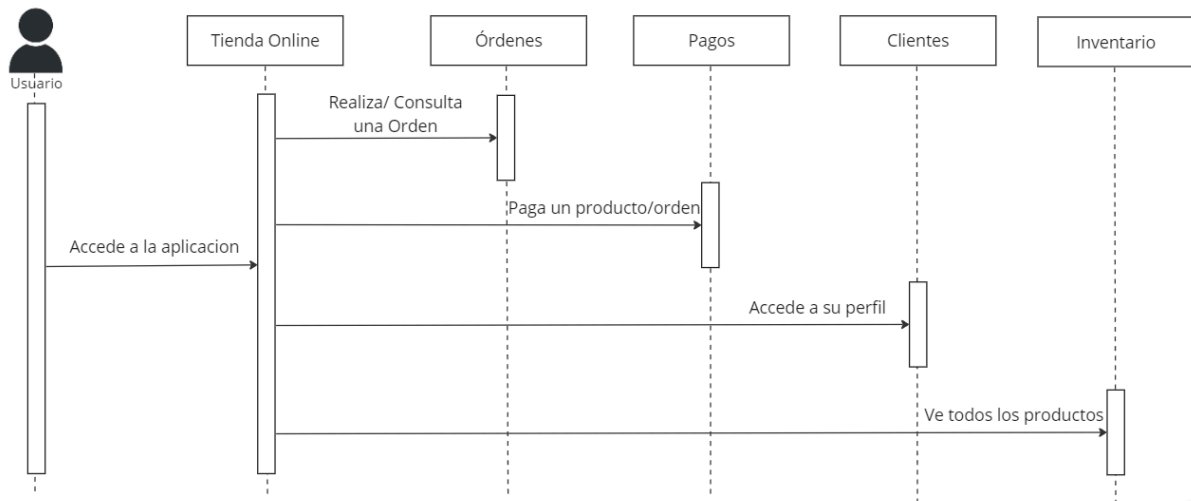 Usuario
Tienda Online
Órdenes
Pagos
Clientes
Inventario
Realiza/ Consulta
una Orden
Paga un producto/orden
Accede a la aplicacion
Accede a su perfil
Ve todos los productos